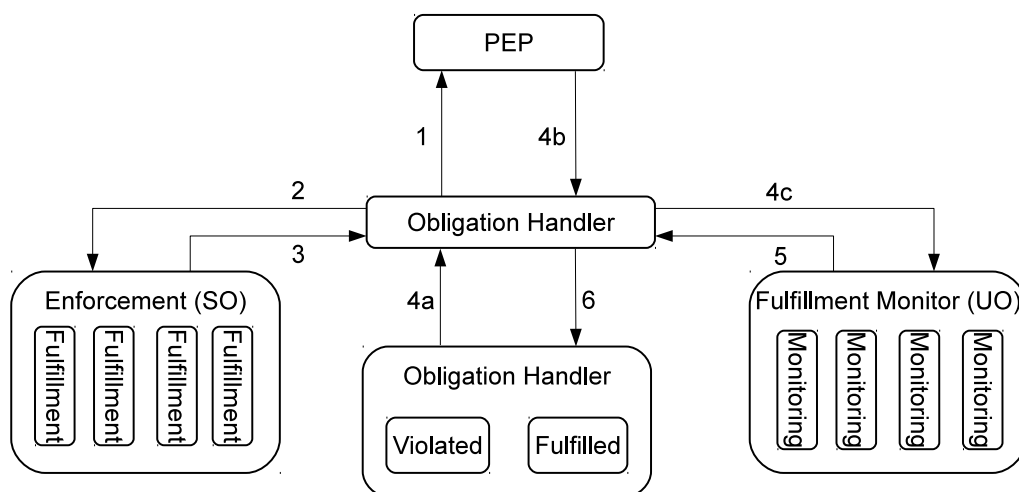 PEP
1
4b
2
4c
Obligation Handler
3
5
4a
6
Enforcement (SO)
Fulfillment
Fulfillment
Fulfillment
Fulfillment
Fulfillment Monitor (UO)
Monitoring
Monitoring
Monitoring
Monitoring
Obligation Handler
Violated
Fulfilled